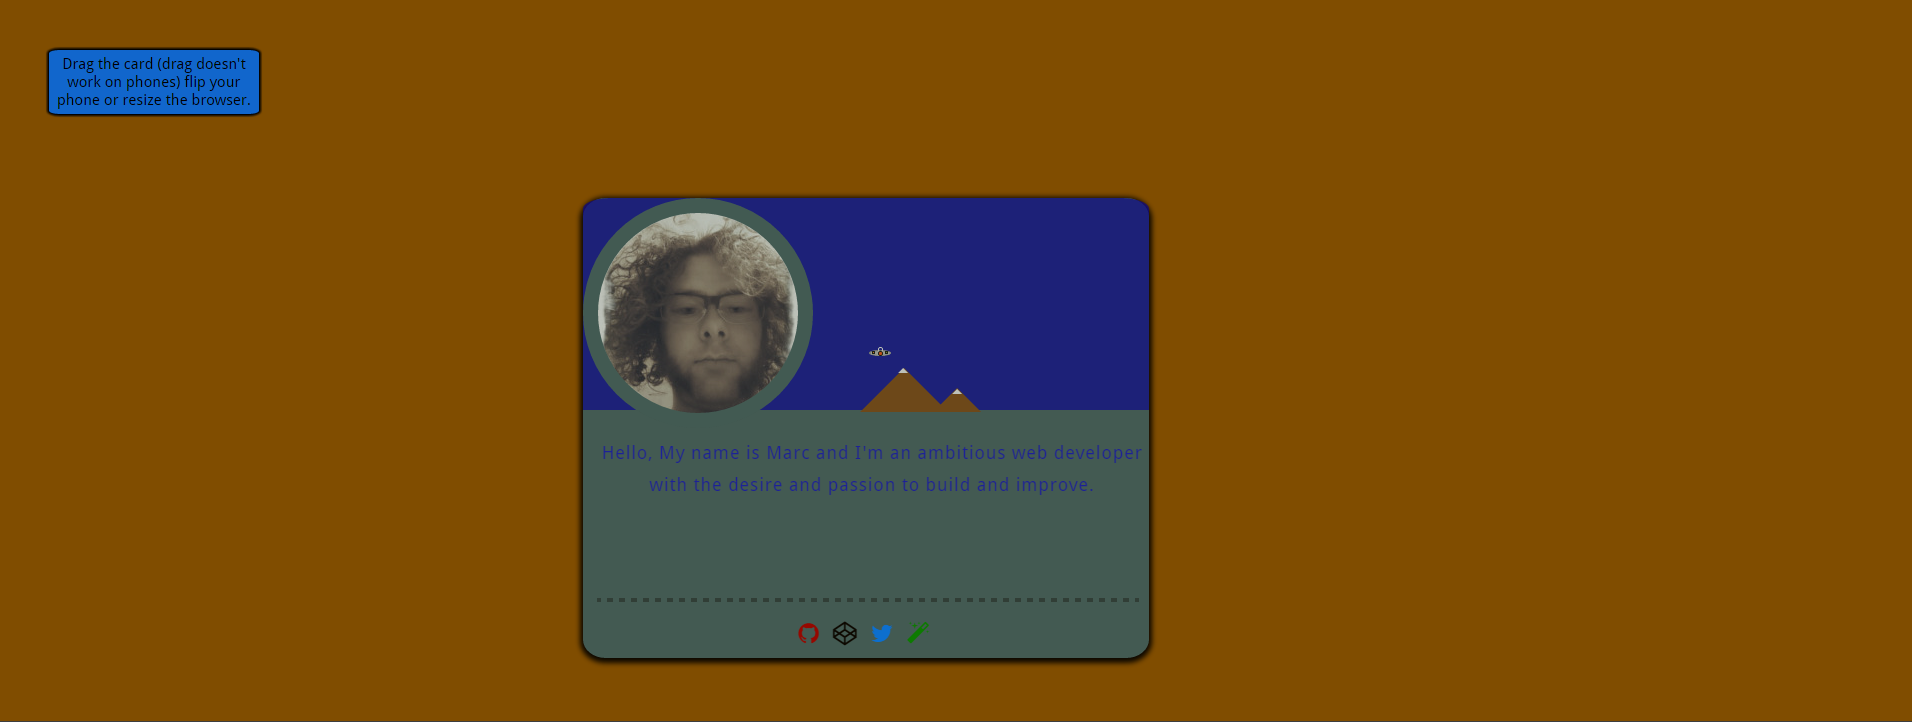 Drag the card (drag doesn't
work on phones) flip your
phone or resize the browser.
Hello, My name is Marc and I'm an ambitious web developer
with the desire and passion to build and improve.